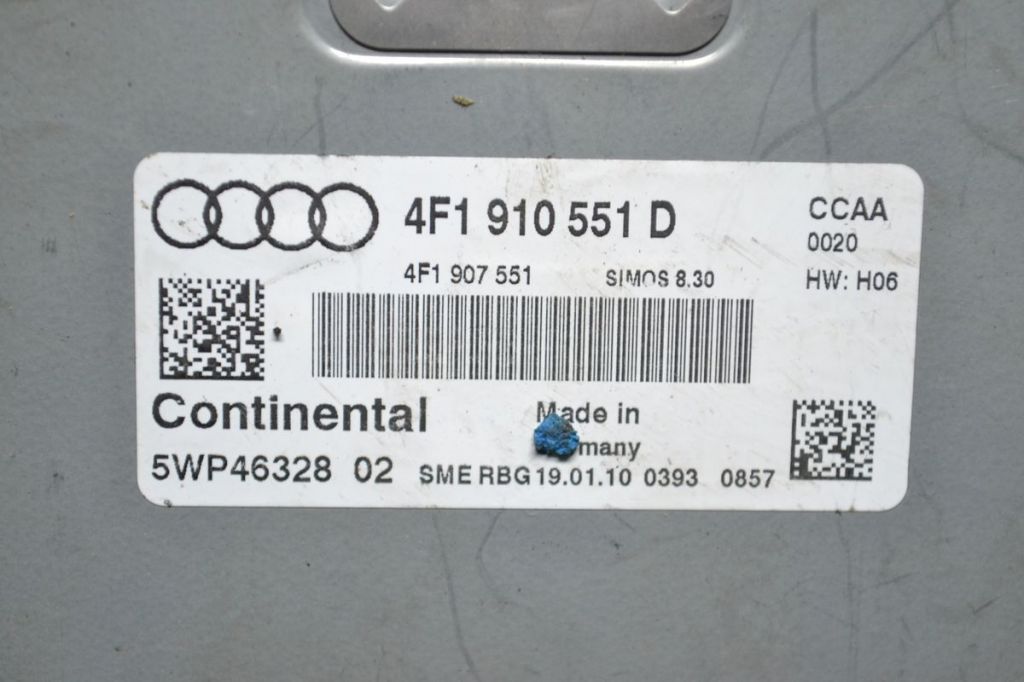 4F1 910 551 D
CCAA
0020
4F1 907 551 SIMOS 8.30 HW: H06
Continental
Made in
many
5WP46328 02 SME RBG 19.01.10 0393 0857